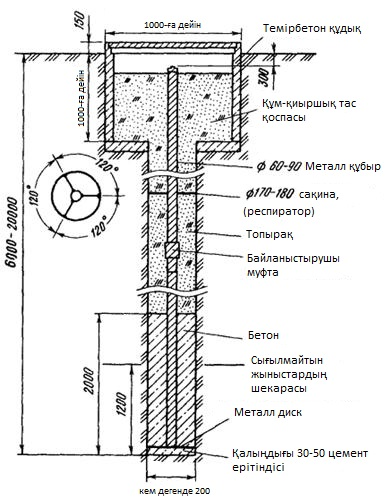 1000-ға дейін
150
Темірбетон құдық
300
1000-ға дейін
Құм-қиыршық тас
қоспасы
ϕ 60-90 Металл құбыр
120°
120°
120°
ϕ170-180 сақина,
(респиратор)
6000-20000
Топырақ
Байланыстырушы
муфта
Бетон
2000
Сығылмайтын
жыныстардың
шекарасы
1200
Металл диск
Қалыңдығы 30-50 цемент
ерітіндісі
кем дегенде 200